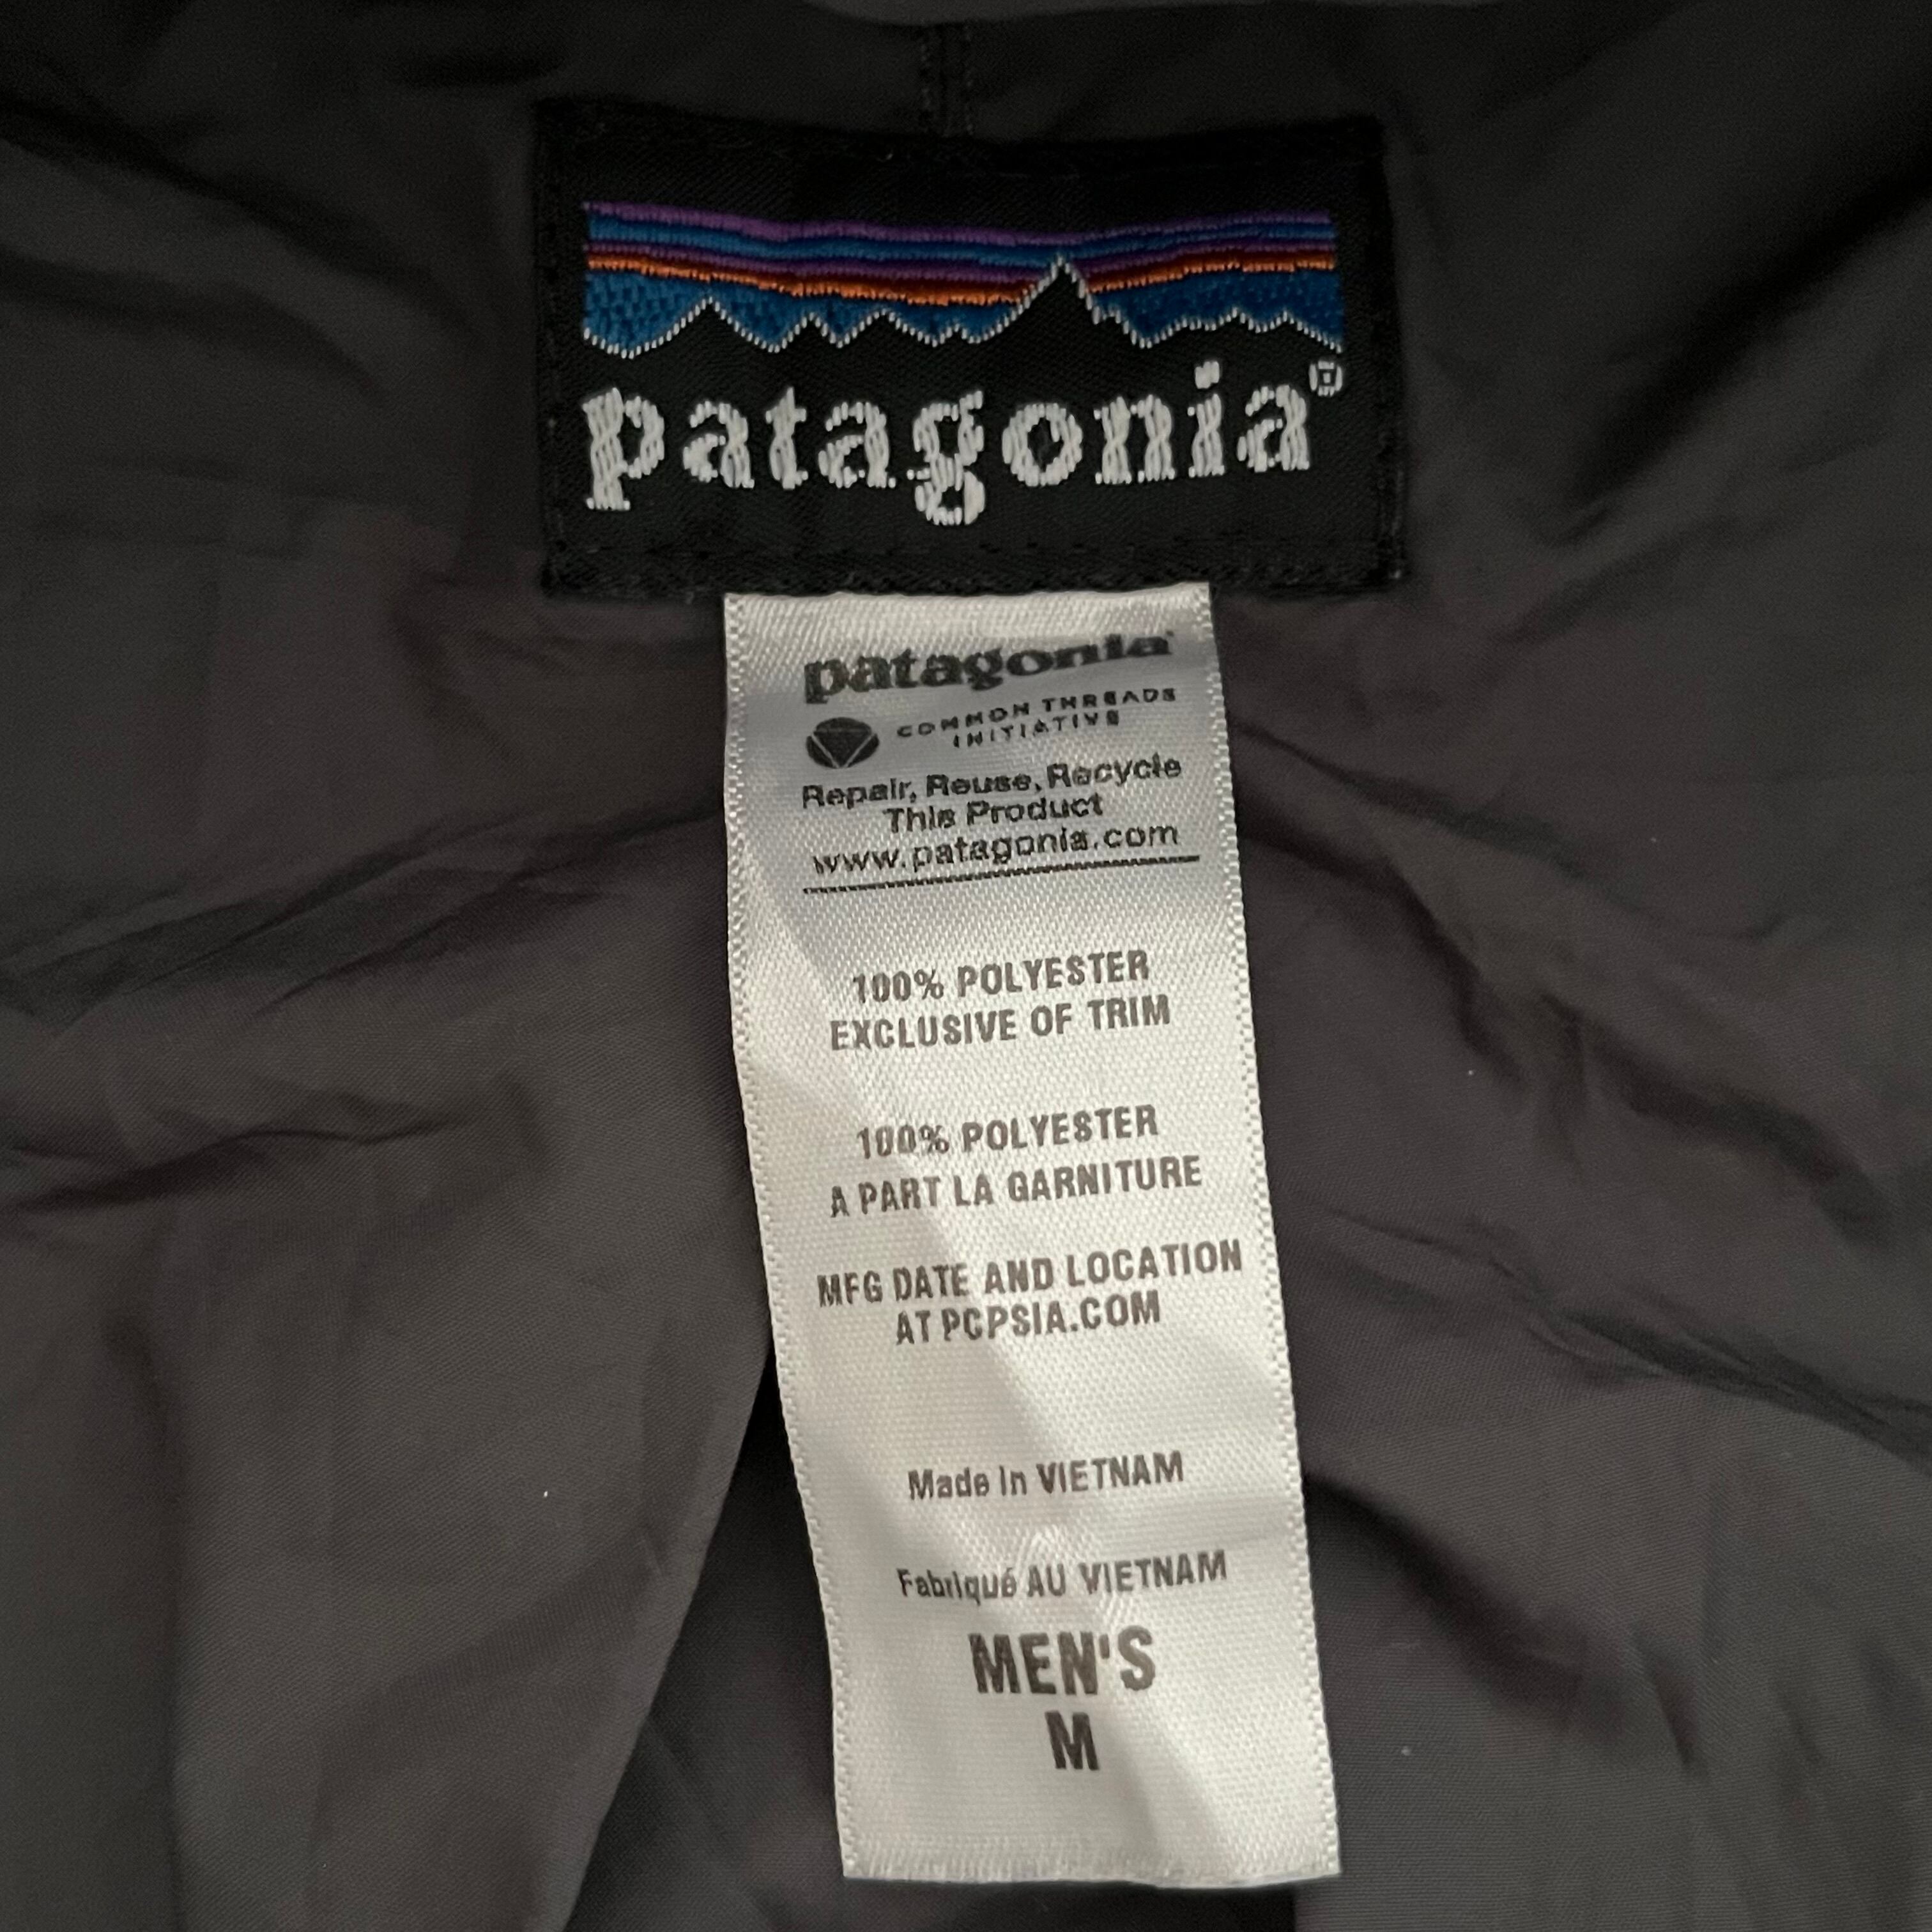 patagonia®
patagonia®
COMMON THREADS
INITIATIVE
Repair, Reuse, Recycle
This Product
www.patagonia.com
100% POLYESTER
EXCLUSIVE OF TRIM
100% POLYESTER
A PART LA GARNITURE
MFG DATE AND LOCATION
AT PCPSIA.COM
Made in VIETNAM
Fabriqué AU VIETNAM
MEN'S
M